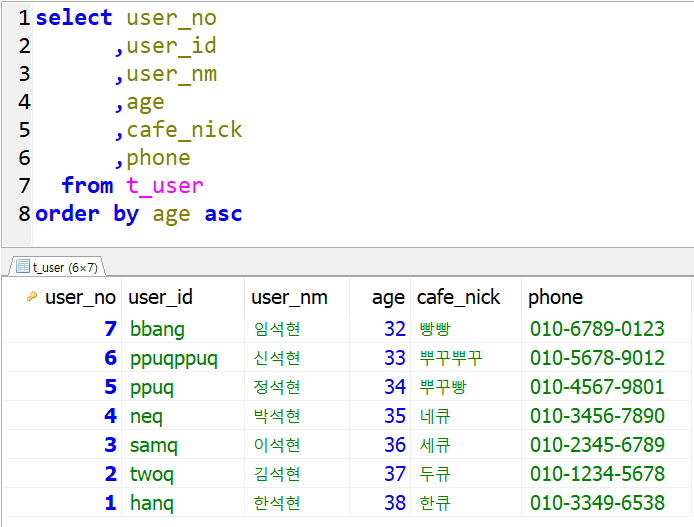 1 select user_no
2 ,user_id
3 ,user_nm
4 ,age
5 ,cafe_nick
6 ,phone
7 from t_user
8 order by age asc
t_user (6×7)
user_no user_id user_nm age cafe_nick phone
7 bbang 임석현 32 빵빵 010-6789-0123
6 ppuqppuq 신석현 33 뿌꾸뿌꾸 010-5678-9012
5 ppuq 정석현 34 뿌꾸빵 010-4567-9801
4 neq 박석현 35 네큐 010-3456-7890
3 samq 이석현 36 세큐 010-2345-6789
2 twoq 김석현 37 두큐 010-1234-5678
1 hanq 한석현 38 한큐 010-3349-6538